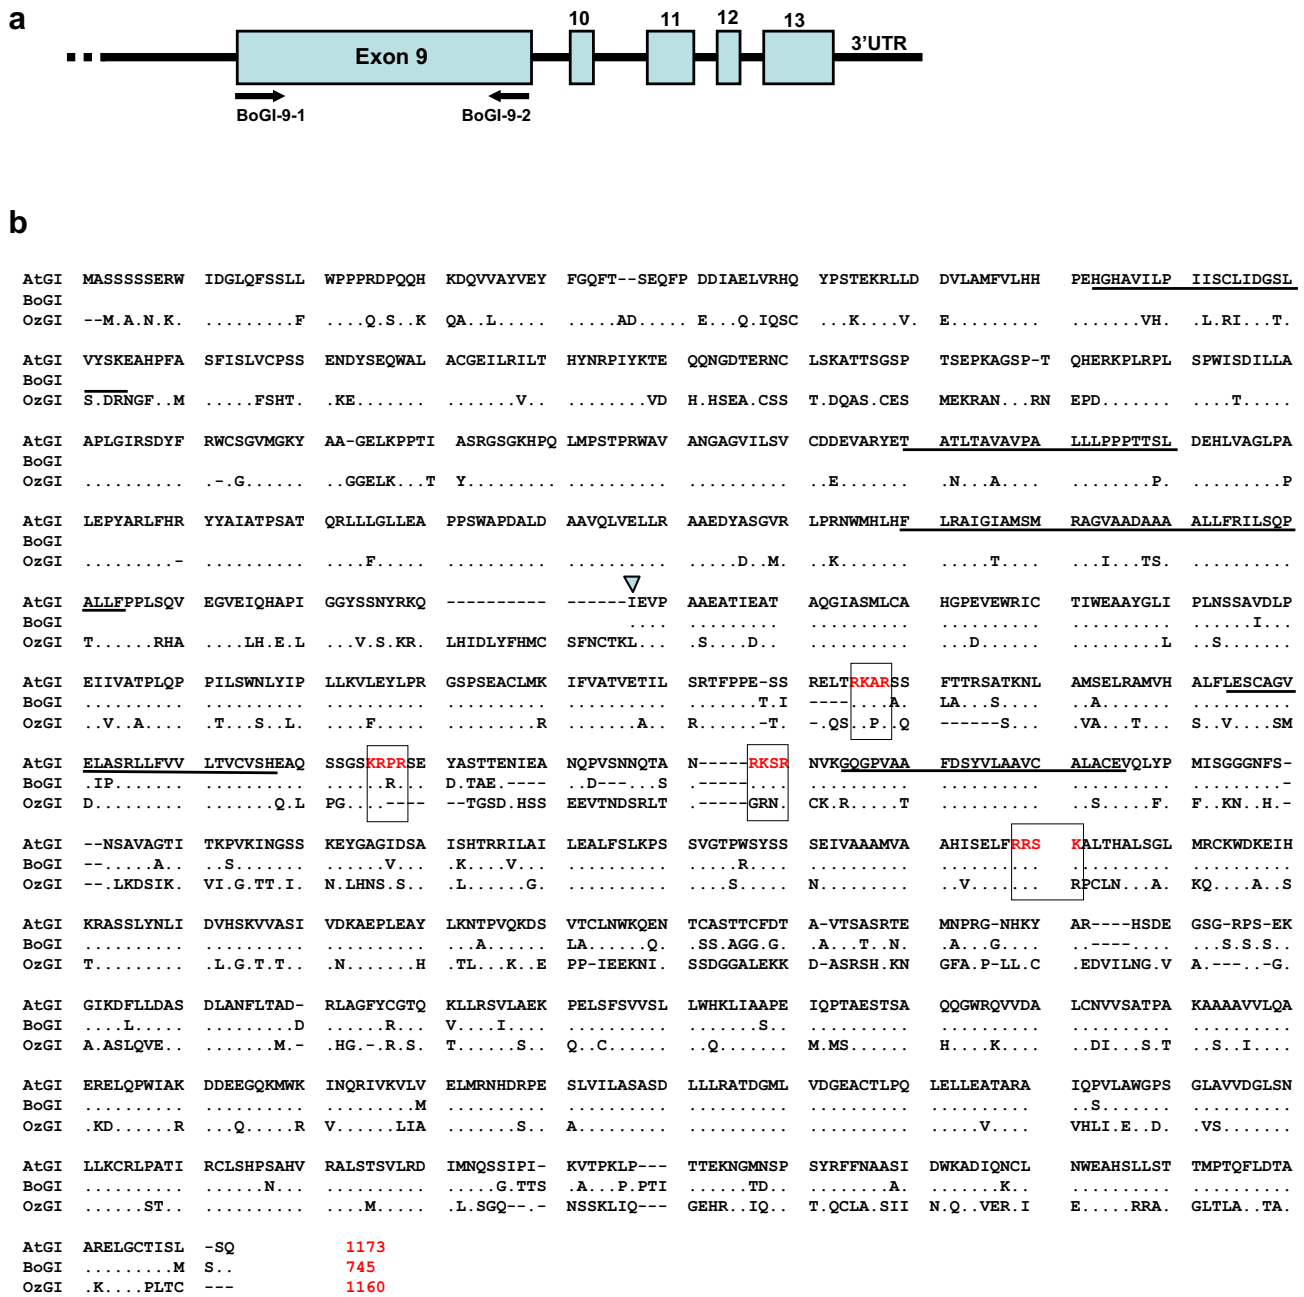 a
10 11 12 13
Exon 9 3'UTR
BoGI-9-1 BoGI-9-2
b
AtGI MASSSSSERW IDGLQFSSLL WPPPRDPQQH KDQVVAYVEY FGQFT--SEQFP DDIAELVRHQ YPSTEKRLLD DVLAMFVLHH PEHGHAVILP IISCLIDGSL
BoGI
OzGI --M.A.N.K. .........F ....Q.S..K QA..L..... .....AD..... E...Q.IQSC ...K....V. E......... .......VH. .L.RI...T.
AtGI VYSKEAHPFA SFISLVCPSS ENDYSEQWAL ACGEILRILT HYNRPIYKTE QQNGDTERNC LSKATTSGSP TSEPKAGSP-T QHERKPLRPL SPWISDILLA
BoGI
OzGI S.DRNGF..M .....FSHT. .KE....... .......V.. ........VD H.HSEA.CSS T.DQAS.CES MEKRAN...RN EPD....... ....T.....
AtGI APLGIRSDYF RWCSGVMGKY AA-GELKPPTI ASRGSGKHPQ LMPSTPRWAV ANGAGVILSV CDDEVARYET ATLTAVAVPA LLLPPPTTSL DEHLVAGLPA
BoGI
OzGI .......... .-.G...... ..GGELK...T Y......... .......... .......... ..E....... .N...A.... .......P. .........P
AtGI LEPYARLFHR YYAIATPSAT QRLLLGLLEA PPSWAPDALD AAVQLVELLR AAEDYASGVR LPRNWMHLHF LRAIGIAMSM RAGVAADAAA ALLFRILSQP
BoGI
OzGI .........- .......... ....F..... .......... .......... .....D..M. ..K....... .....T.... ...I...TS. ..........
AtGI ALLFPPLSQV EGVEIQHAPI GGYSSNYRKQ ---------- ------IEVP AAEATIEAT AQGIASMLCA HGPEVEWRIC TIWEAAYGLI PLNSSAVDLP
BoGI .... ......... .......... .......... .......... .....I...
OzGI T......RHA ....LH.E.L ...V.S.KR. LHIDLYFHMC SFNCTKL... .S...D.. .......... ....D..... .........L ..S.......
AtGI EIIVATPLQP PILSWNLYIP LLKVLEYLPR GSPSEACLMK IFVATVETIL SRTFPPE-SS RELTRKARSS FTTRSATKNL AMSELRAMVH ALFLESCAGV
BoGI .......... .......... .......... .......... .......... .......T.I ----....A. LA...S.... ..A....... ..........
OzGI ..V..A.... .T...S..L. ....F..... .........R .......A.. R......-T. -.QS..P..Q ------S... .VA...T... S..V....SM
AtGI ELASRLLFVV LTVCVSHEAQ SSGSKRPRSE YASTTENIEA NQPVSNNQTA N-----RKSR NVKGQGPVAA FDSYVLAAVC ALACEVQLYP MISGGGNFS-
BoGI .IP....... .......... ......R... D.TAE.---- ..D---...S .-----.... .......... .......... .......... ..........
OzGI D......... .......Q.L PG....---- --TGSD.HSS EEVTNDSRLT .-----GRN. CK.R.....T .......... ..S.....F. F..KN..H.-
AtGI --NSAVAGTI TKPVKINGSS KEYGAGIDSA ISHTRRILAI LEALFSLKPS SVGTPWSYSS SEIVAAAMVA AHISELFRRS KALTHALSGL MRCKWDKEIH
BoGI --.....A.. ..S....... ......V... .K....V... .......... ....R..... .......... .......... .......... ..........
OzGI --.LKDSIK. VI.G.TT.I. N.LHNS.S.. .L......G. .......... ...S...... N......... ..V....... RPCLN...A. KQ....A..S
AtGI KRASSLYNLI DVHSKVVASI VDKAEPLEAY LKNTPVQKDS VTCLNWKQEN TCASTTCFDT A-VTSASRTE MNPRG-NHKY AR----HSDE GSG-RPS-EK
BoGI .......... .......... .......... ...A...... LA.....Q. .SS.AGG.G. .A...T..N. .A...G.... ..----.... ...S.S.S..
OzGI T......... .L.G.T.T.. .N.......H .TL...K..E PP-IEEKNI. SSDGGALEKK D-ASRSH.KN GFA.P-LL.C .EDVILNG.V A.---..-G.
AtGI GIKDFLLDAS DLANFLTAD- RLAGFYCGTQ KLLRSVLAEK PELSFSVVSL LWHKLIAAPE IQPTAESTSA QQGWRQVVDA LCNVVSATPA KAAAAVVLQA
BoGI ....L..... .........D ......R... V....I.... .......... ......S... .......... .......... .......... ..........
OzGI A.ASLQVE.. .......M.- .HG.-.R.S. T......S.. Q..C...... ..Q....... M.MS...... H....K.... ..DI...S.T ..S..I....
AtGI ERELQPWIAK DDEEGQKMWK INQRIVKVLV ELMRNHDRPE SLVILASASD LLLRATDGML VDGEACTLPQ LELLEATARA IQPVLAWGPS GLAVVDGLSN
BoGI .......... .......... .........M .......... .......... .......... .......... .......... ..S....... ..........
OzGI .KD......R ...Q.....R V......LIA .......S.. A......... .......... .......... .....V.... VHLI.E..D. .VS.......
AtGI LLKCRLPATI RCLSHPSAHV RALSTSVLRD IMNQSSIPI- KVTPKLP--- TTEKNGMNSP SYRFFNAASI DWKADIQNCL NWEAHSLLST TMPTQFLDTA
BoGI .......... ......N... .......... .....G.TTS .A...P.PTI ......TD.. ........A. .......K.. .......... ..........
OzGI ......ST.. .......... ....M..... .L.SGQ--.- NSSKLIQ--- GEHR..IQ.. T.QCLA.SII N.Q..VER.I E.....RRA. GLTLA..TA.
AtGI ARELGCTISL -SQ 1173
BoGI .........M S.. 745
OzGI .K....PLTC --- 1160